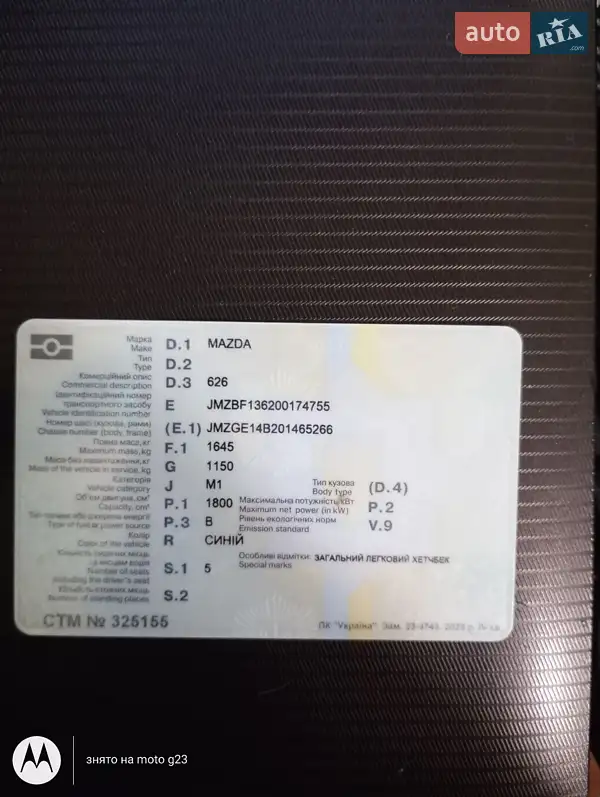 auto RIA.com
Марка
Make D.1 MAZDA
Тип
Type D.2
Комерційний опис
Commercial description D.3 626
Ідентифікаційний номер
транспортного засобу
Vehicle identification number E JMZBF136200174755
Номер шасі (кузова, рами)
Chassis number (body, frame) (E.1) JMZGE14B201465266
Повна маса, кг
Maximum mass, kg F.1 1645
Маса без навантаження, кг
Mass of the vehicle in service, kg G 1150
Категорія
Vehicle category J M1 Тип кузова
Body type (D.4)
Об'єм двигуна, см³
Capacity, cm³ P.1 1800 Максимальна потужність/кВт
Maximum net power (in kW) P.2
Type of fuel or power source P.3 B Рівень екологічних норм
Emission standard V.9
Колір
Color of the vehicle R СИНІЙ
Кількість сидячих місць
з місцем водія
Number of seats
including the driver's seat S.1 5 Особливі відмітки: ЗАГАЛЬНИЙ ЛЕГКОВИЙ ХЕТЧБЕК
Special marks
Кількість стоячих місць
Number of standing places S.2
СТМ № 325155
ПК "Україна". Зам.
знято на moto g23